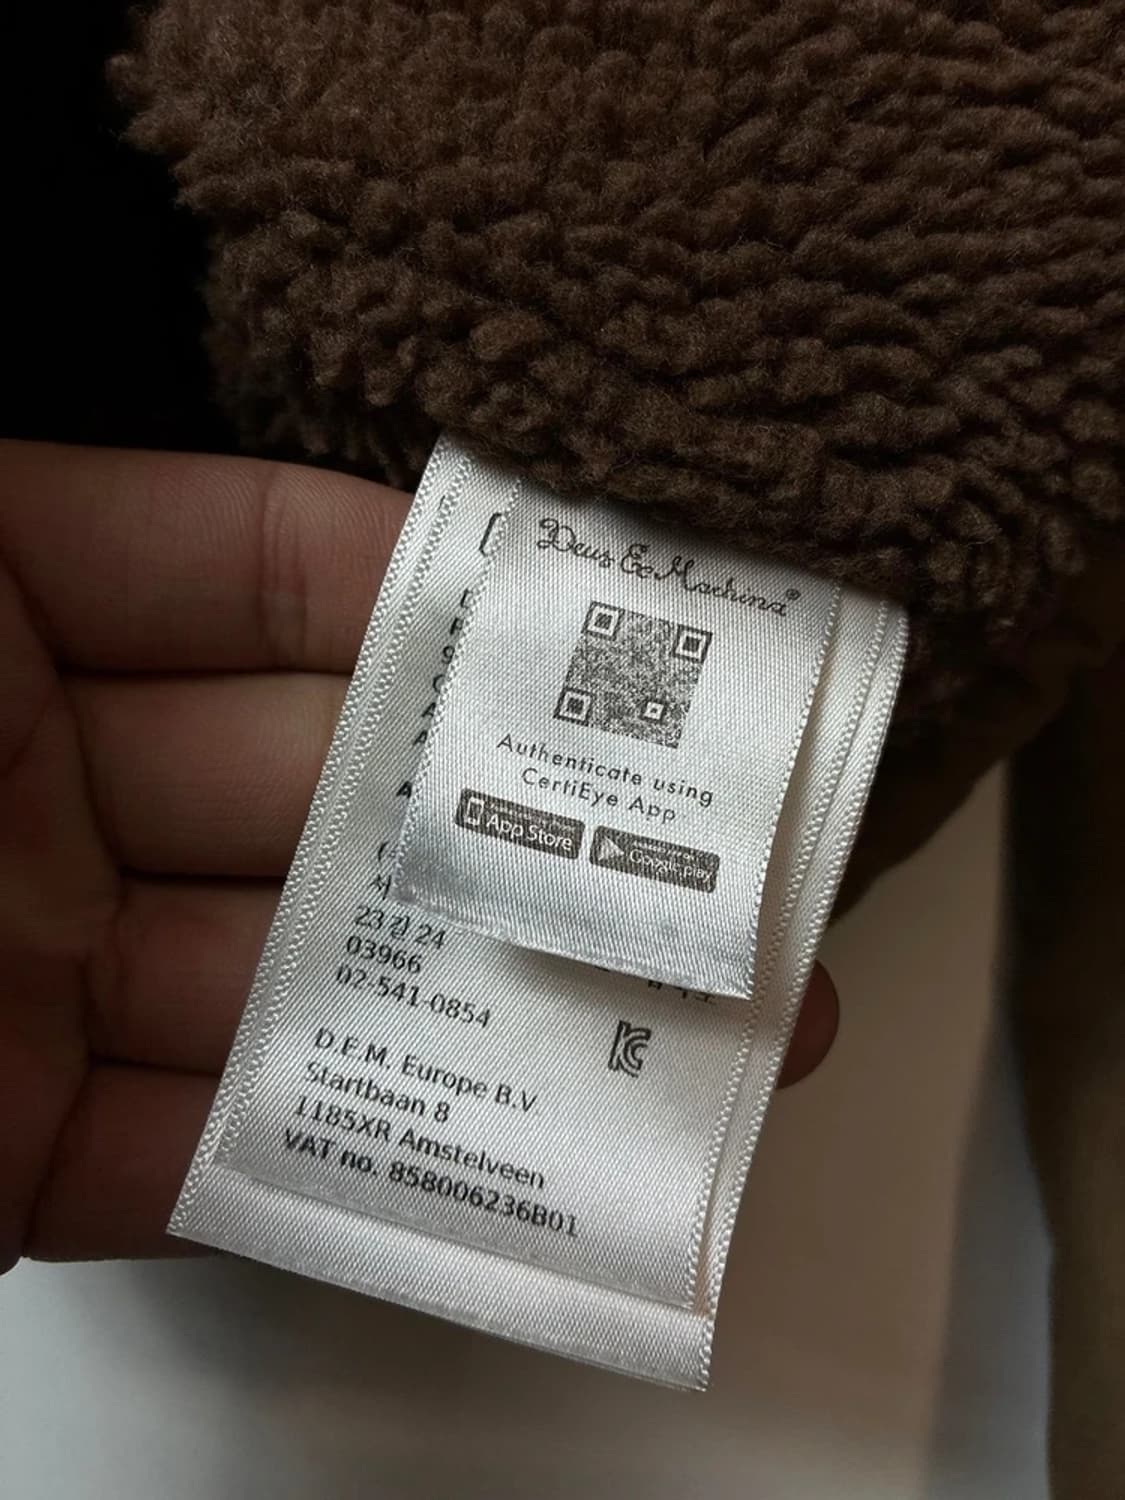 Deus Ex Machina®
Authenticate using
CertiEye App
App Store
Google play
23 길 24
03966
02-541-0854
D.E.M. Europe B.V.
Startbaan 8
1185XR Amstelveen
VAT no. 858006236B01